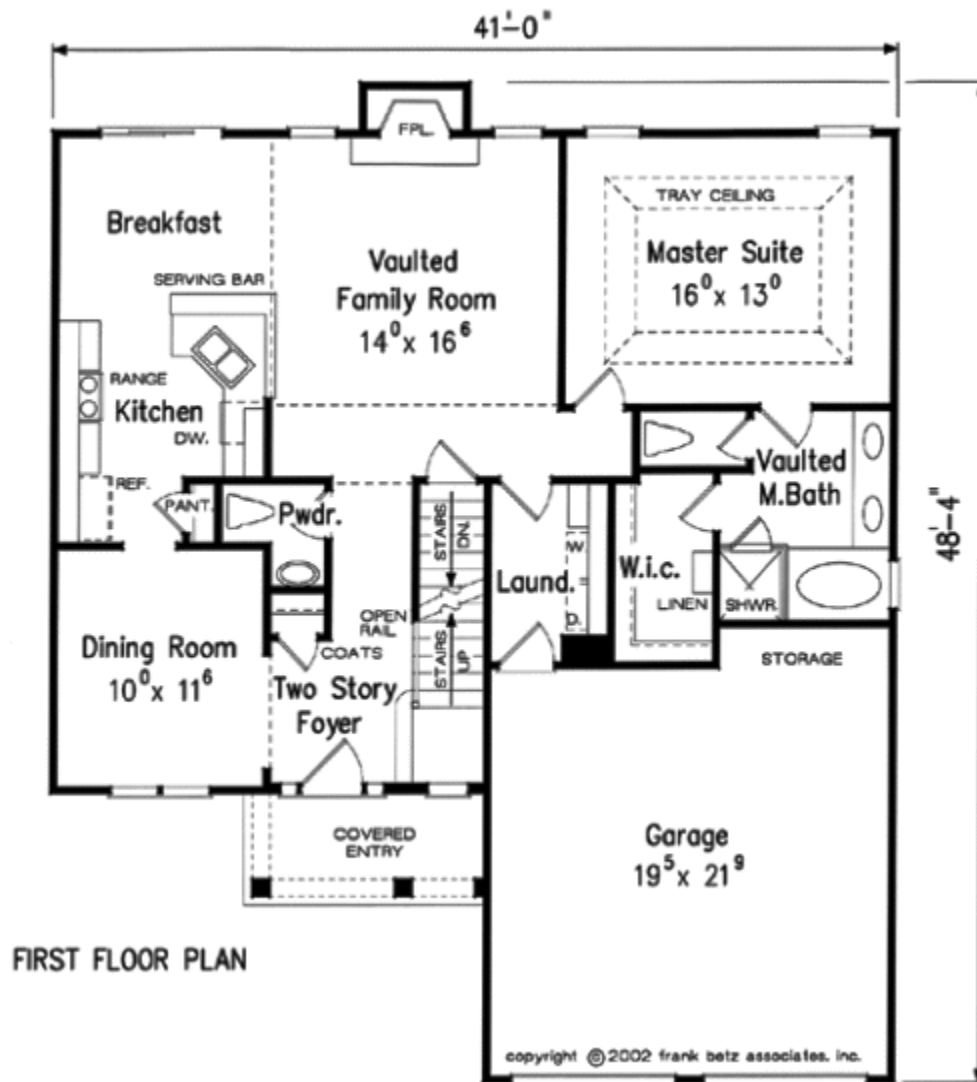 41'-0"
FPL.
TRAY CEILING
Breakfast
Master Suite
16⁰ x 13⁰
Vaulted
Family Room
14⁰ x 16⁶
SERVING BAR
RANGE
Kitchen
DW.
REF.
PANT.
Pwdr.
STAIRS
DN.
Vaulted
M.Bath
48'-4"
W.
Laund.
D.
W.i.c.
LINEN
SHWR.
OPEN
RAIL
STAIRS
UP
Dining Room
10⁰ x 11⁶
COATS
Two Story
Foyer
STORAGE
COVERED
ENTRY
Garage
19⁵ x 21⁹
FIRST FLOOR PLAN
copyright © 2002 frank betz associates, inc.